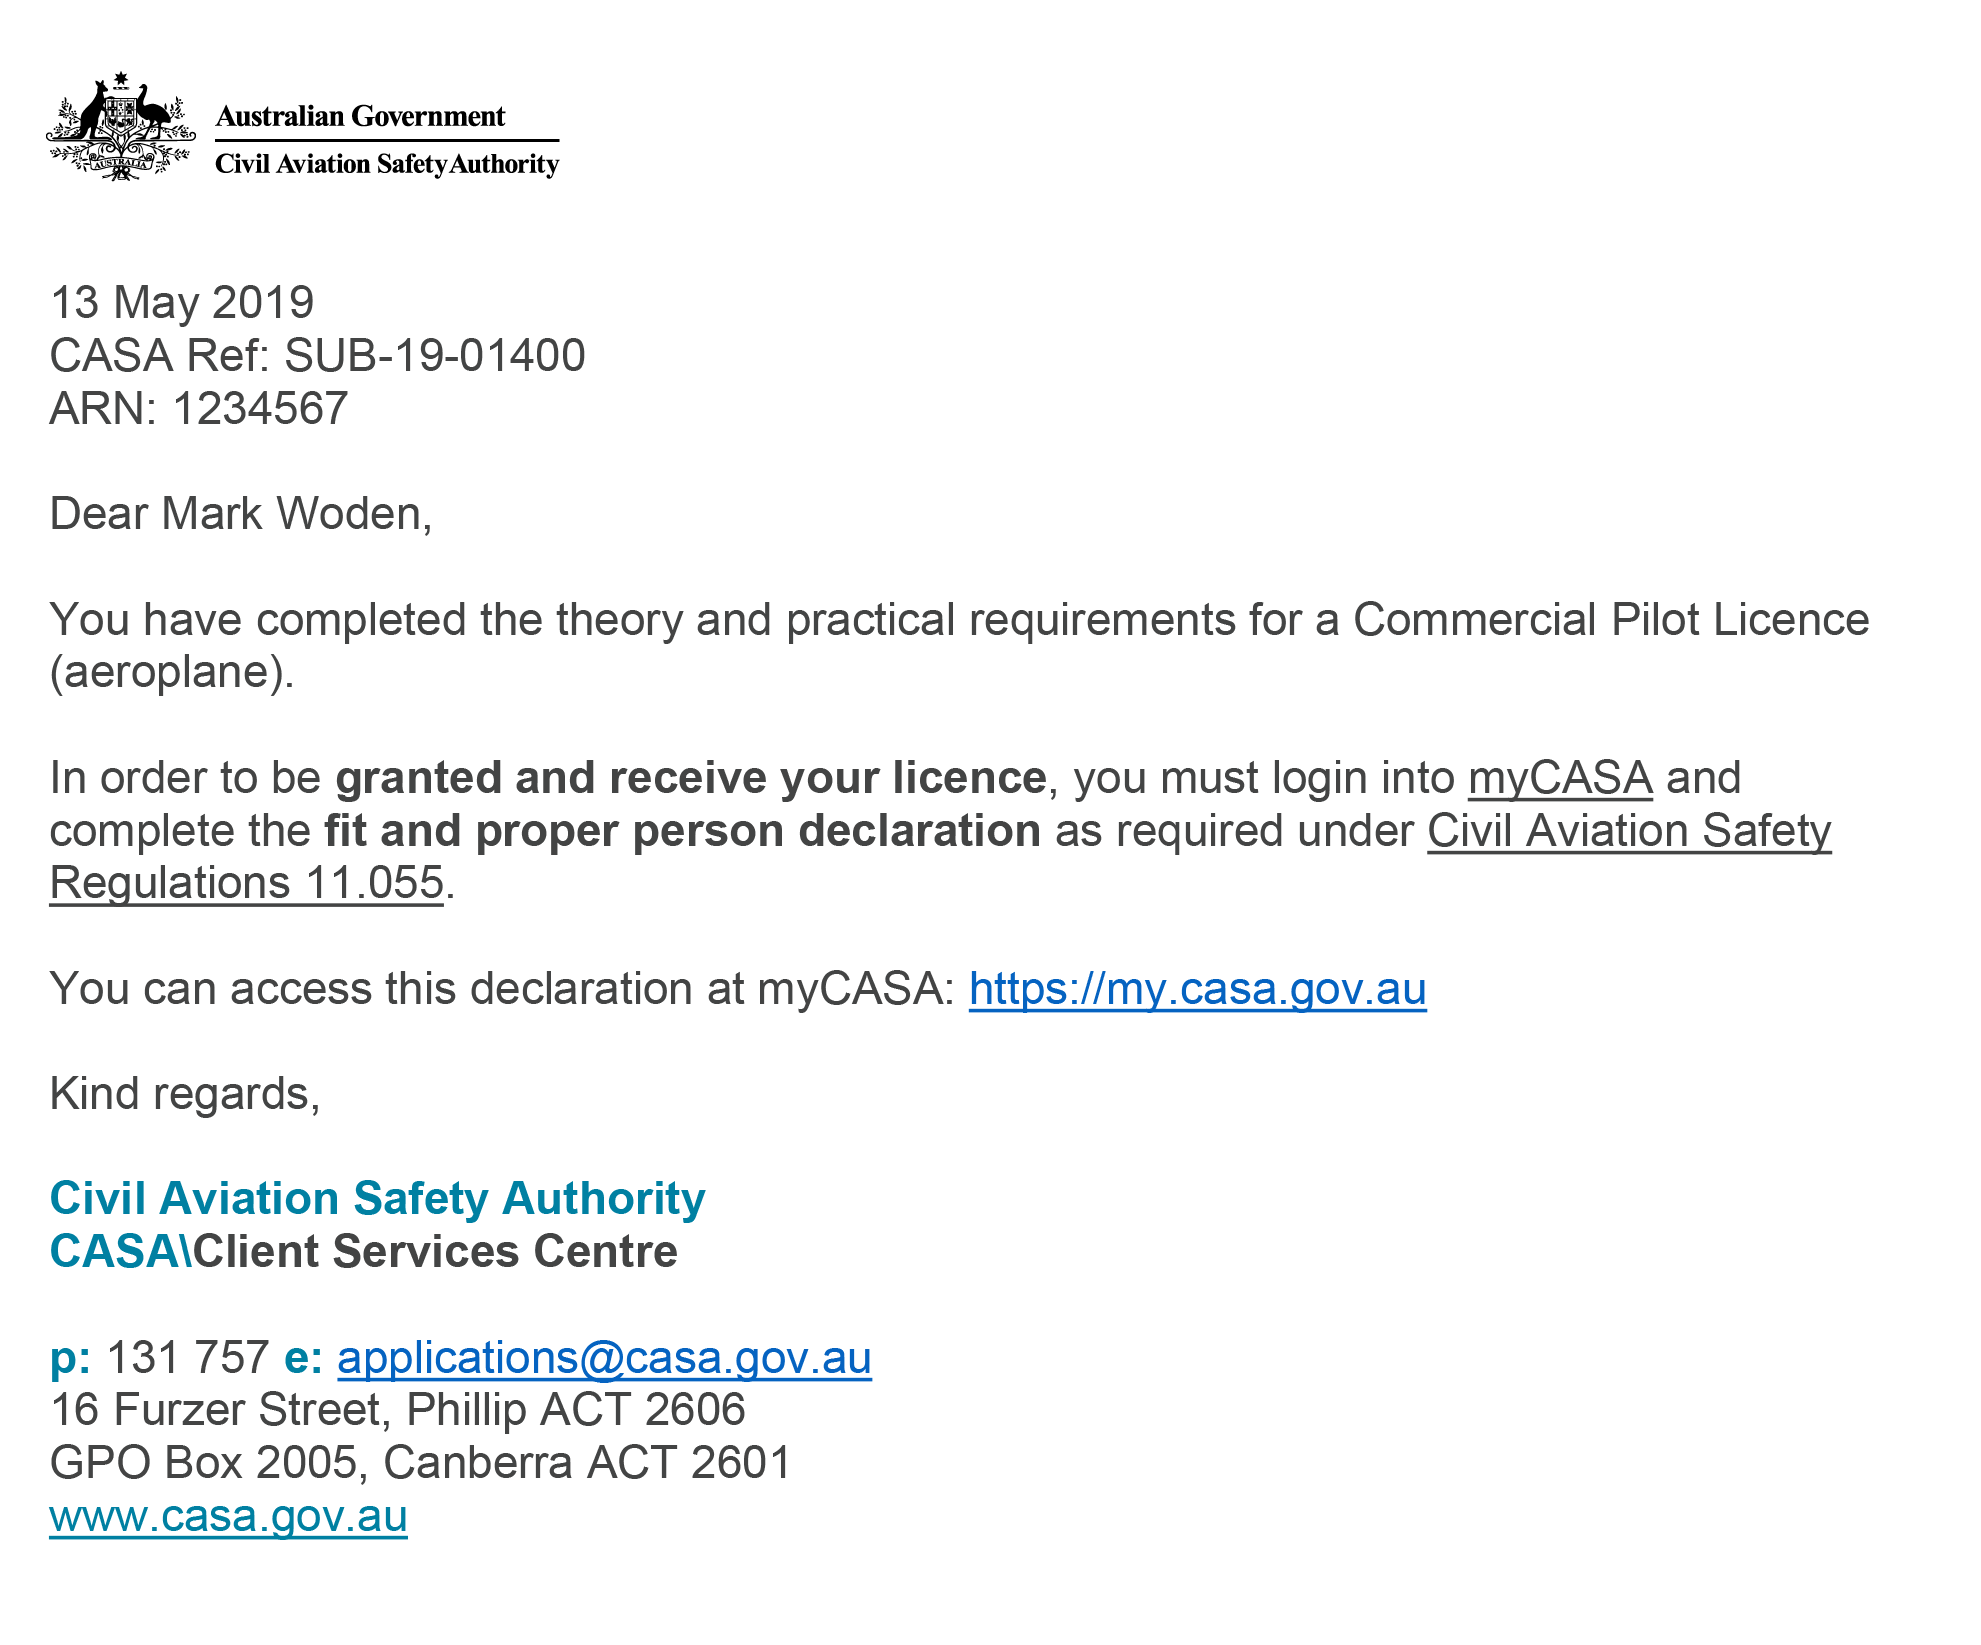 AUSTRALIA
Australian Government
Civil Aviation Safety Authority
13 May 2019
CASA Ref: SUB-19-01400
ARN: 1234567
Dear Mark Woden,
You have completed the theory and practical requirements for a Commercial Pilot Licence
(aeroplane).
In order to be granted and receive your licence, you must login into myCASA and
complete the fit and proper person declaration as required under Civil Aviation Safety
Regulations 11.055.
You can access this declaration at myCASA: https://my.casa.gov.au
Kind regards,
Civil Aviation Safety Authority
CASA\Client Services Centre
p: 131 757 e: applications@casa.gov.au
16 Furzer Street, Phillip ACT 2606
GPO Box 2005, Canberra ACT 2601
www.casa.gov.au